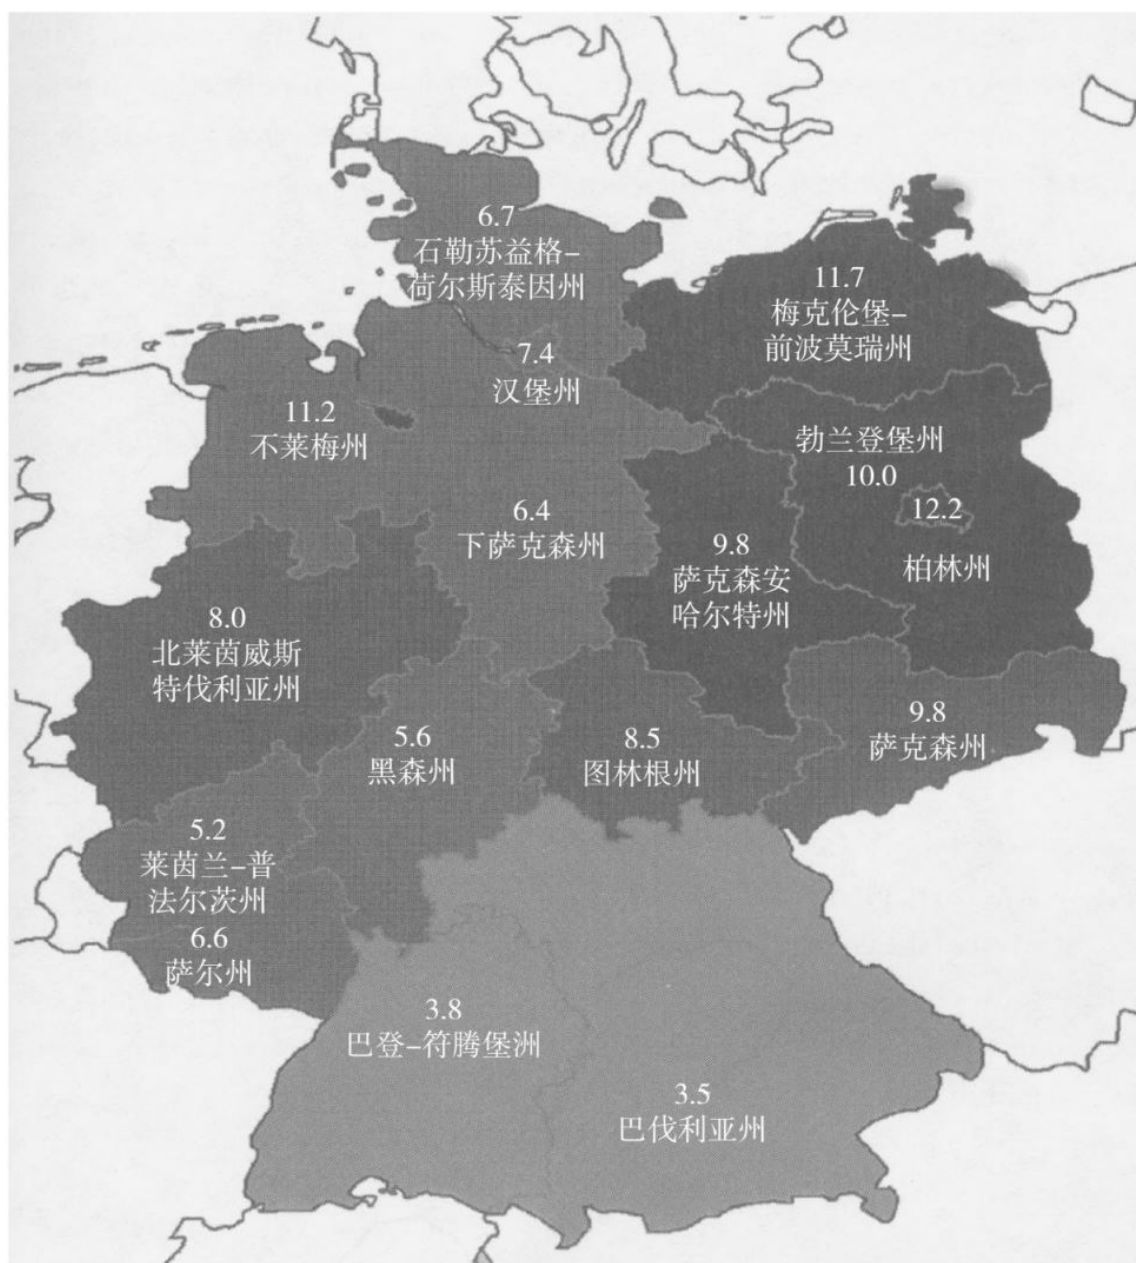 6.7
石勒苏益格-
荷尔斯泰因州
11.7
梅克伦堡-
前波莫瑞州
7.4
汉堡州
11.2
不莱梅州
勃兰登堡州
10.0
12.2
柏林州
6.4
下萨克森州
9.8
萨克森安
哈尔特州
8.0
北莱茵威斯
特伐利亚州
5.6
黑森州
8.5
图林根州
9.8
萨克森州
5.2
莱茵兰-普
法尔茨州
6.6
萨尔州
3.8
巴登-符腾堡洲
3.5
巴伐利亚州